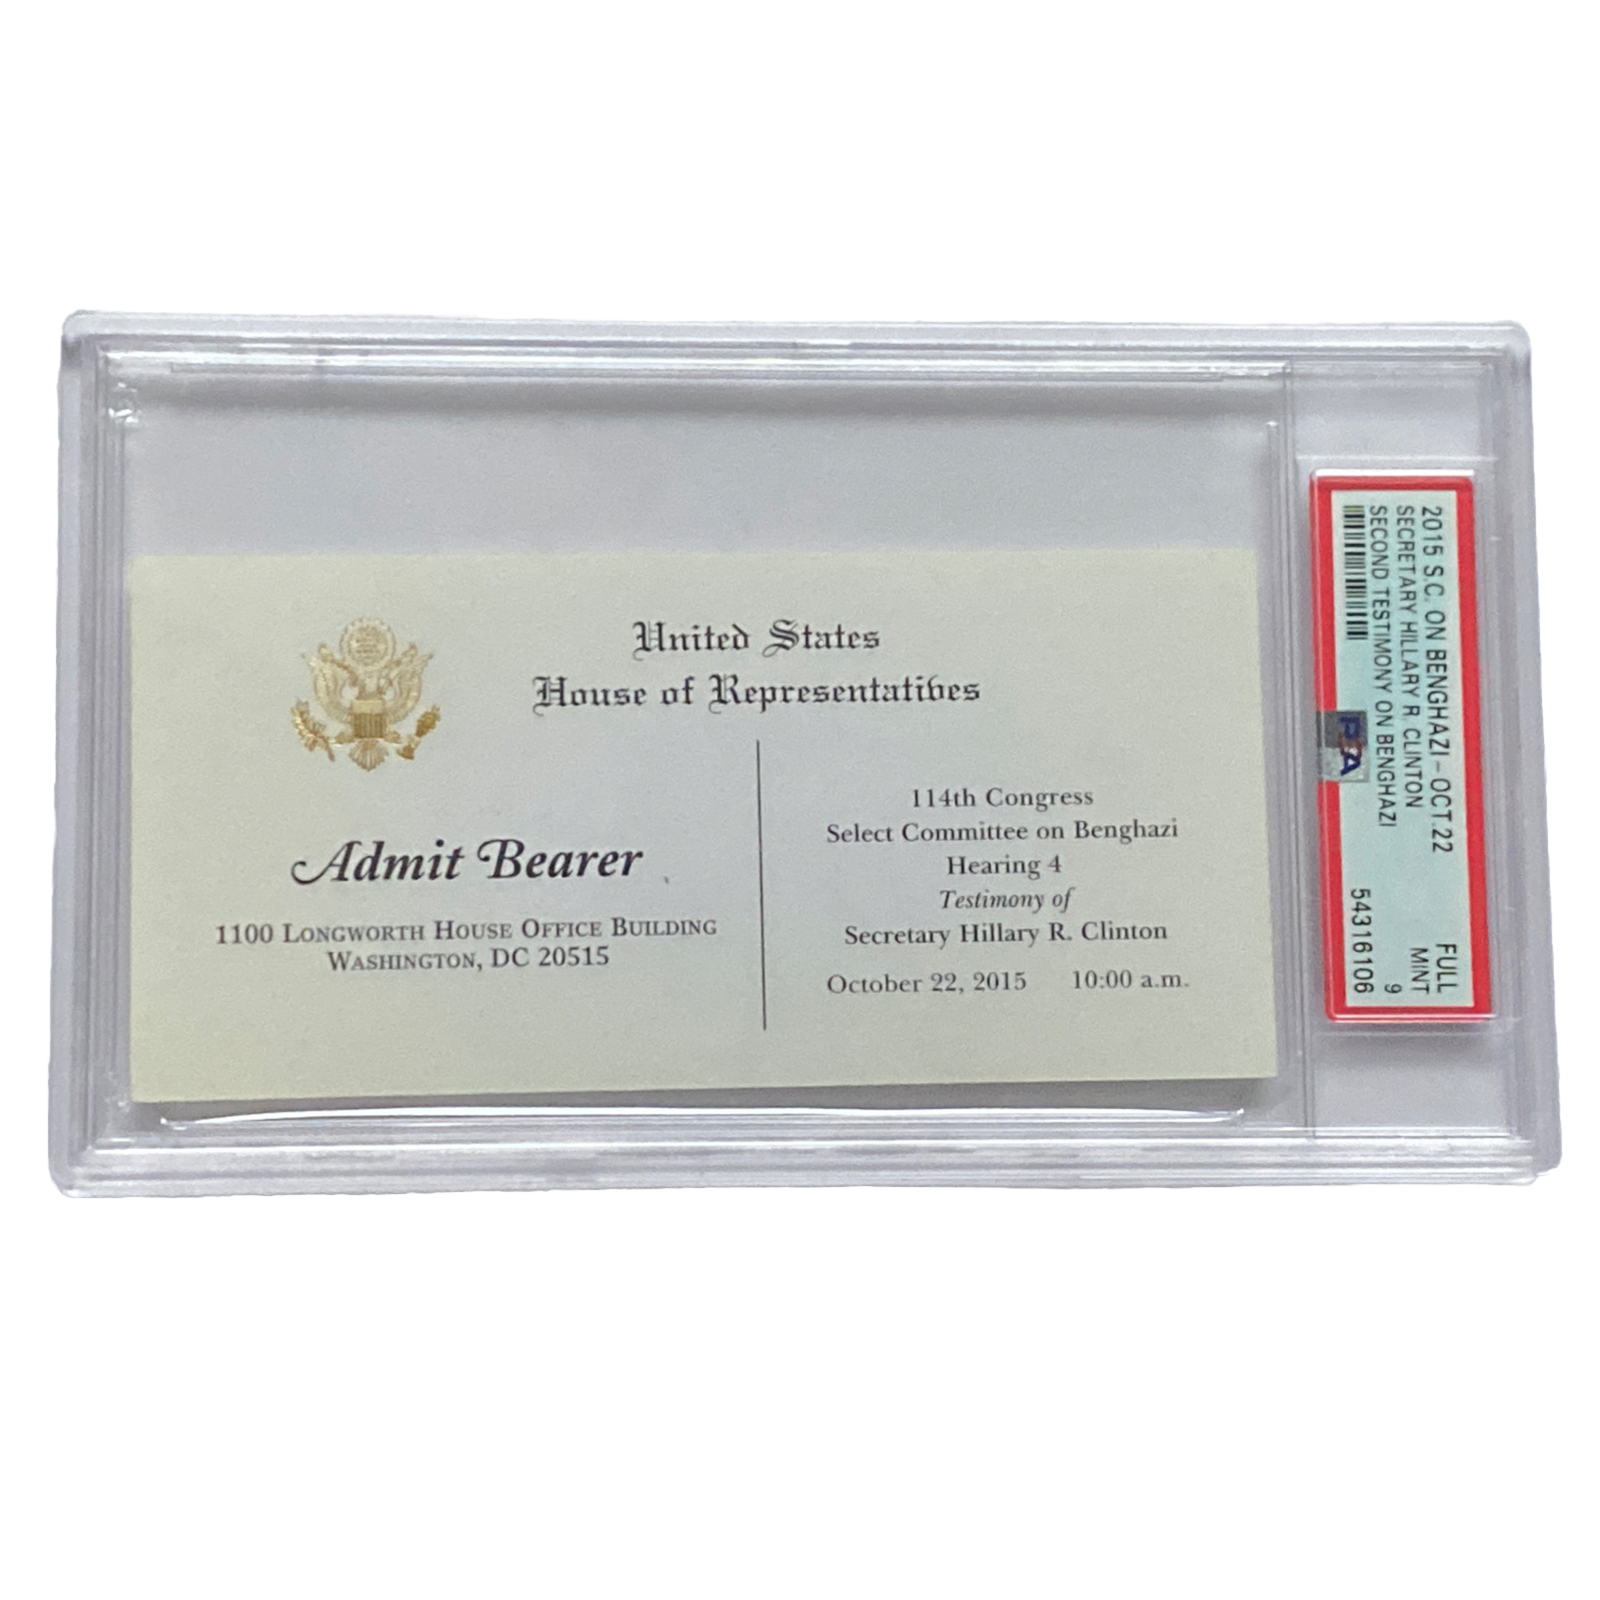 United States
House of Representatives
Admit Bearer
1100 Longworth House Office Building
Washington, DC 20515
114th Congress
Select Committee on Benghazi
Hearing 4
Testimony of
Secretary Hillary R. Clinton
October 22, 2015 10:00 a.m.
2015 S.C. ON BENGHAZI-OCT.22 FULL
SECRETARY HILLARY R. CLINTON MINT
SECOND TESTIMONY ON BENGHAZI 9
54316106
PSA